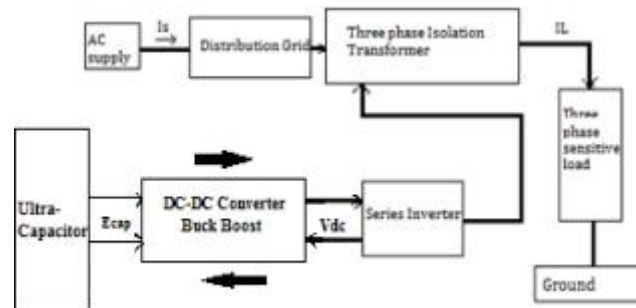 AC
supply
Is
Distribution Grid
Three phase Isolation
Transformer
IL
Three
phase
sensitive
load
Ultra-
Capacitor
Ecap
DC-DC Converter
Buck Boost
Vdc
Series Inverter
Ground